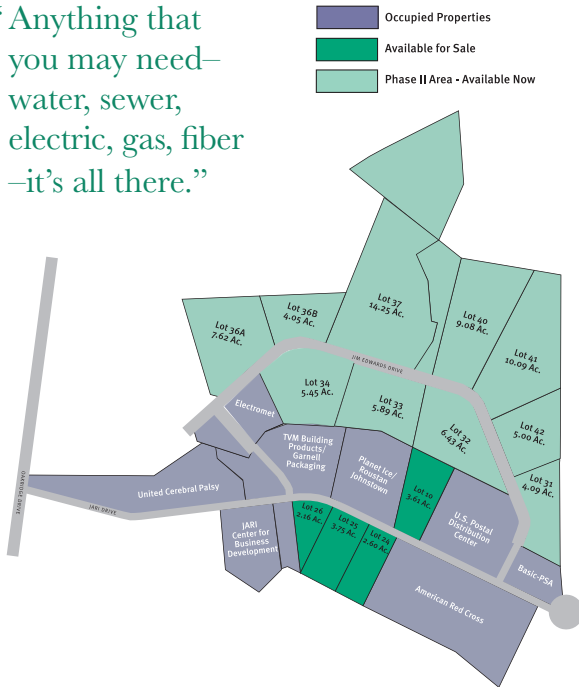 “Anything that
you may need–
water, sewer,
electric, gas, fiber
–it’s all there.”
Occupied Properties
Available for Sale
Phase II Area - Available Now
Lot 37
14.25 Ac.
Lot 36B
4.05 Ac.
Lot 36A
7.62 Ac.
Lot 40
9.08 Ac.
Lot 41
10.09 Ac.
JIM EDWARDS DRIVE
Lot 34
5.45 Ac.
Lot 33
5.89 Ac.
Lot 32
6.43 Ac.
Lot 42
5.00 Ac.
Lot 31
4.09 Ac.
Electromet
TVM Building
Products/
Garnell
Packaging
Planet Ice/
Roustan
Johnstown
Lot 10
3.61 Ac.
U.S. Postal
Distribution
Center
United Cerebral Palsy
OAKRIDGE DRIVE
JARI DRIVE
JARI
Center for
Business
Development
Lot 26
2.16 Ac.
Lot 25
3.75 Ac.
Lot 24
2.60 Ac.
Basic-PSA
American Red Cross